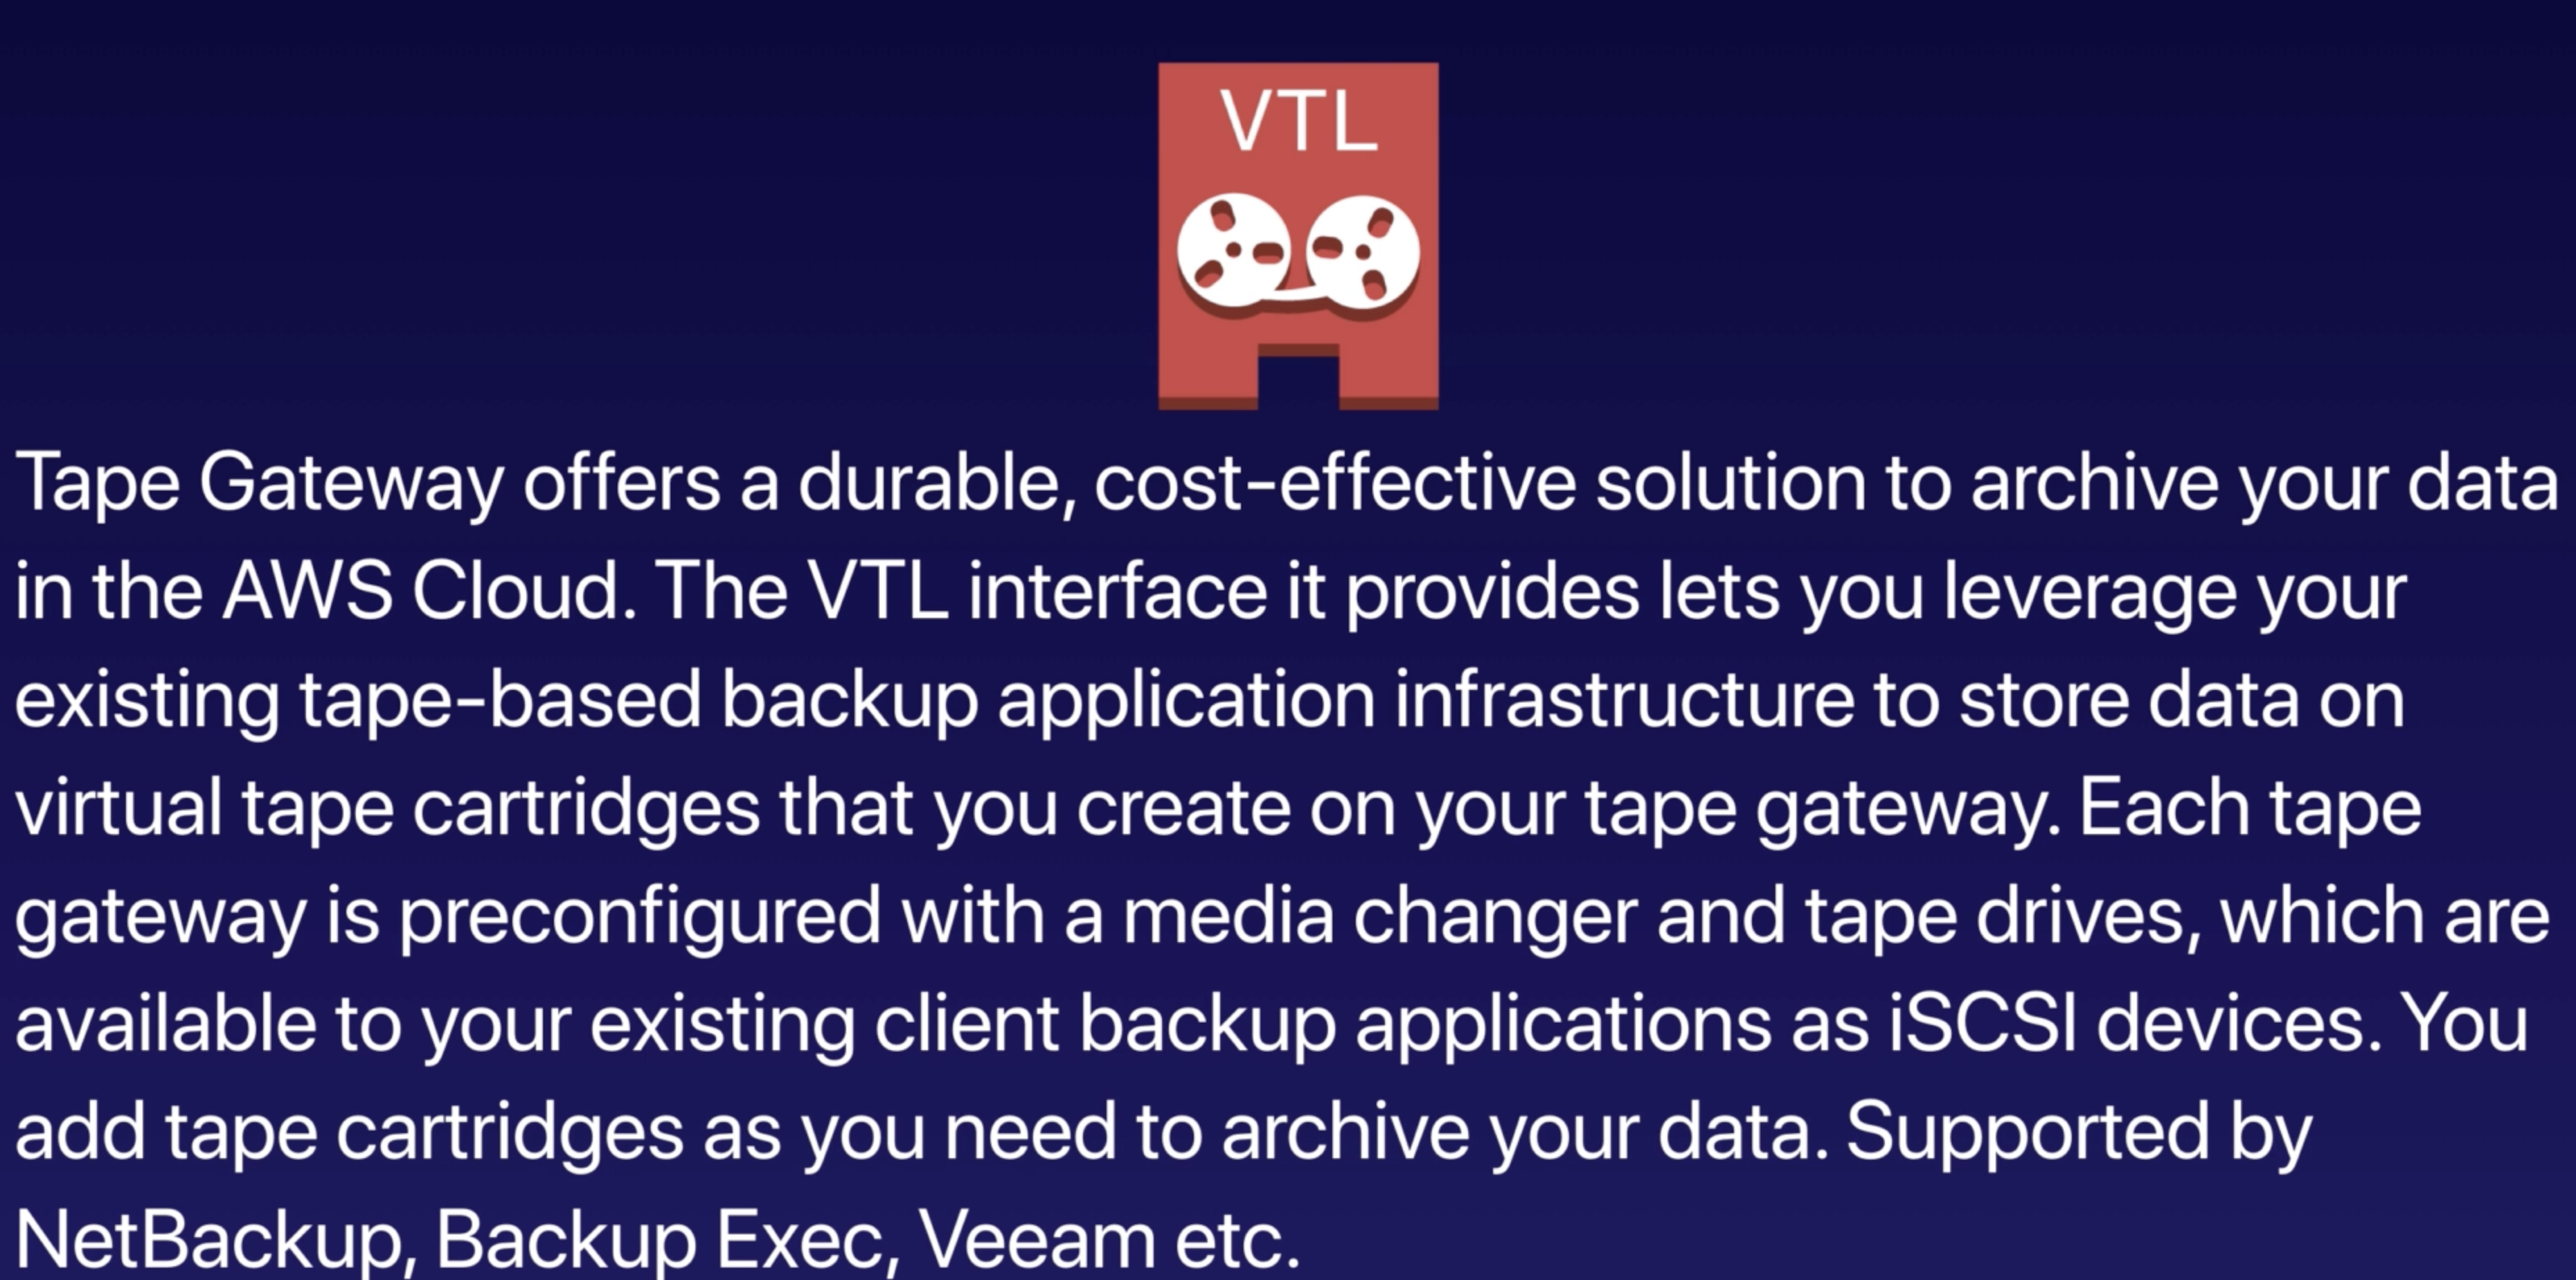 VTL
Tape Gateway offers a durable, cost-effective solution to archive your data
in the AWS Cloud. The VTL interface it provides lets you leverage your
existing tape-based backup application infrastructure to store data on
virtual tape cartridges that you create on your tape gateway. Each tape
gateway is preconfigured with a media changer and tape drives, which are
available to your existing client backup applications as iSCSI devices. You
add tape cartridges as you need to archive your data. Supported by
NetBackup, Backup Exec, Veeam etc.